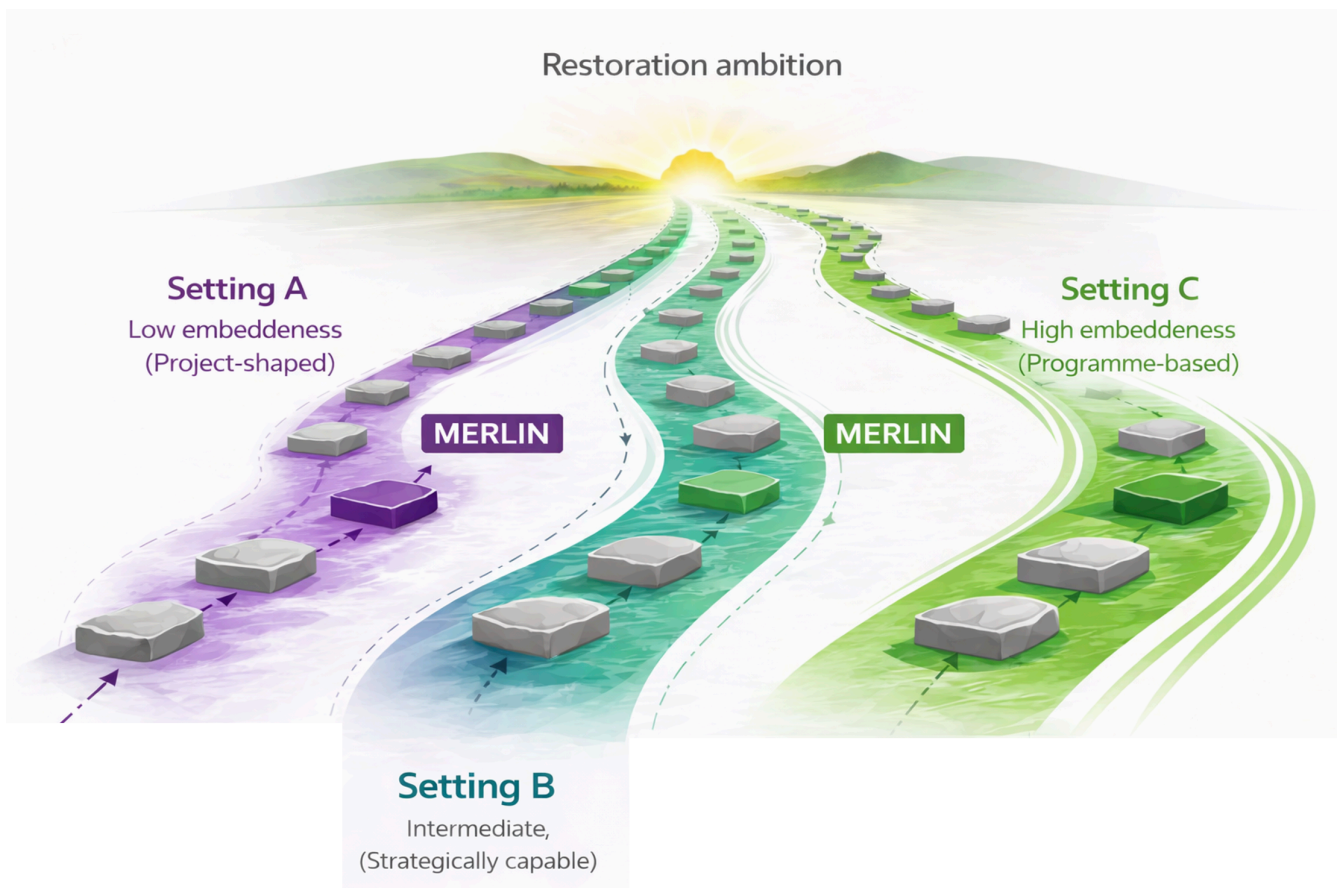 Restoration ambition
Setting A
Low embeddeness
(Project-shaped)
Setting C
High embeddeness
(Programme-based)
MERLIN
MERLIN
Setting B
Intermediate,
(Strategically capable)